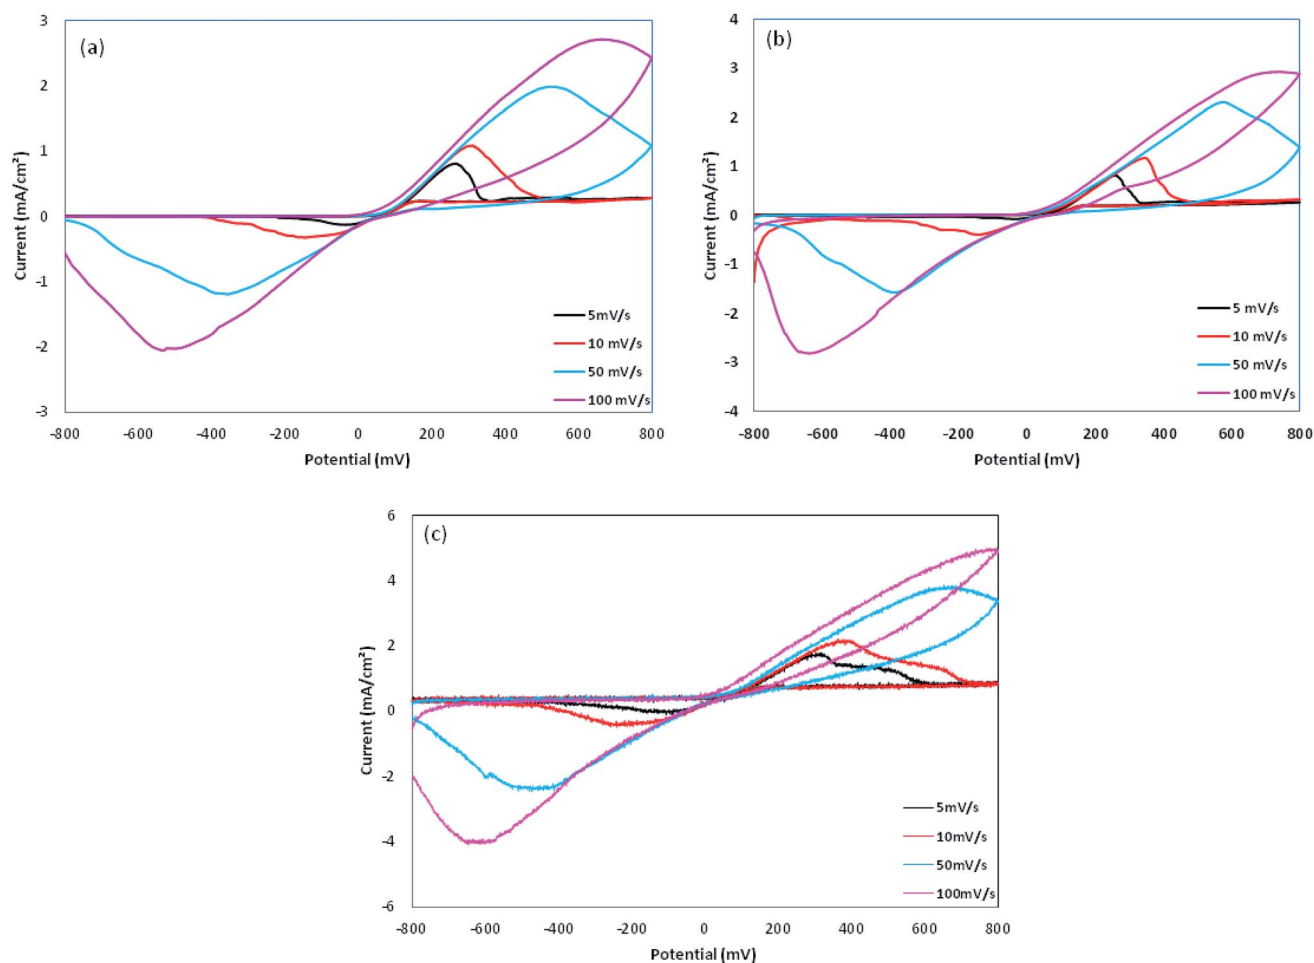 (a)
Current (mA/cm²)
3
2
1
0
-1
-2
-3
-800 -600 -400 -200 0 200 400 600 800
Potential (mV)
5mV/s
10 mV/s
50 mV/s
100 mV/s
(b)
Current (mA/cm²)
4
3
2
1
0
-1
-2
-3
-4
-800 -600 -400 -200 0 200 400 600 800
Potential (mV)
5 mV/s
10 mV/s
50 mV/s
100 mV/s
(c)
Current (mA/cm²)
6
4
2
0
-2
-4
-6
-800 -600 -400 -200 0 200 400 600 800
Potential (mV)
5mV/s
10mV/s
50mV/s
100mV/s